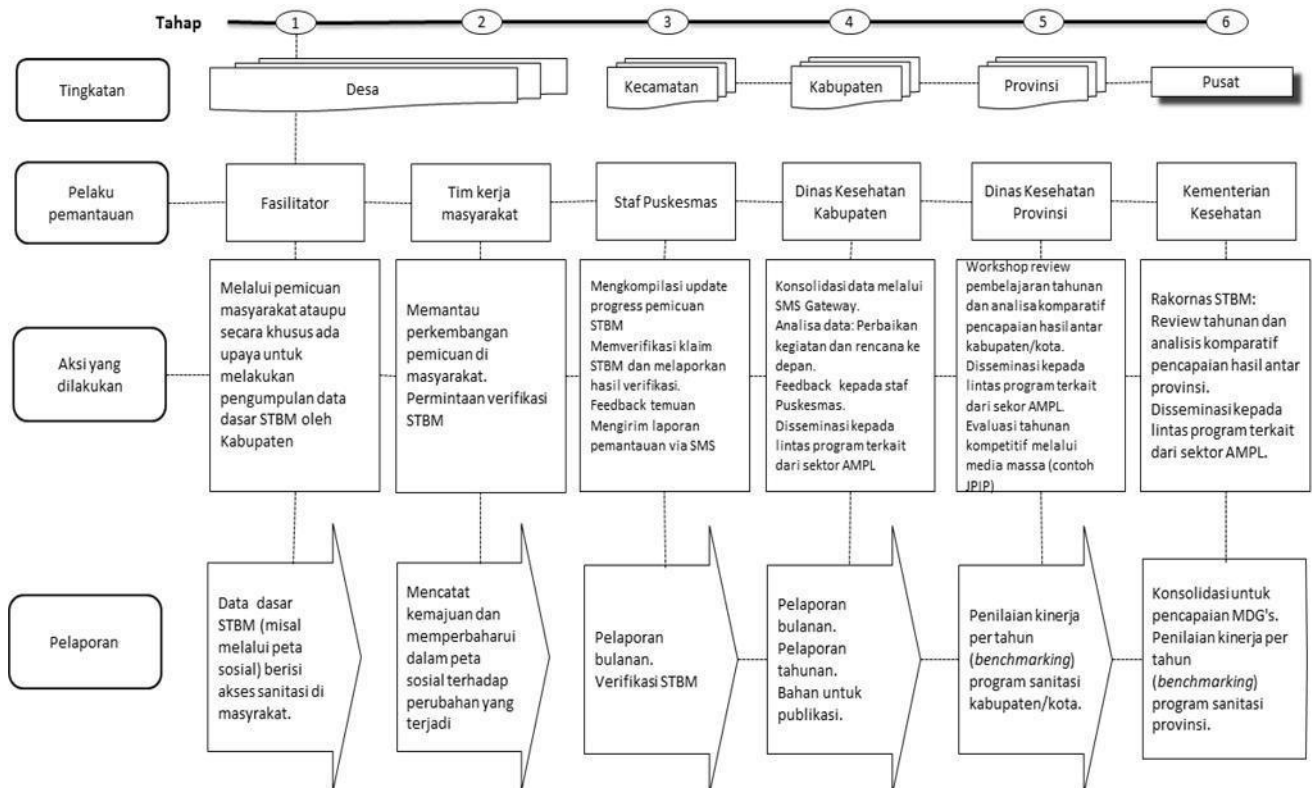 Tahap
1
2
3
4
5
6
Tingkatan
Desa
Kecamatan
Kabupaten
Provinsi
Pusat
Pelaku
pemantauan
Fasilitator
Tim kerja
masyarakat
Staf Puskesmas
Dinas Kesehatan
Kabupaten
Dinas Kesehatan
Provinsi
Kementerian
Kesehatan
Aksi yang
dilakukan
Melalui pemicuan
masyarakat ataupu
secara khusus ada
upaya untuk
melakukan
pengumpulan data
dasar STBM oleh
Kabupaten
Memantau
perkembangan
pemicuan di
masyarakat.
Permintaan verifikasi
STBM
Mengkompilasi update
progress pemicuan
STBM
Memverifikasi klaim
STBM dan melaporkan
hasil verifikasi.
Feedback temuan
Mengirim laporan
pemantauan via SMS
Konsolidasi data melalui
SMS Gateway.
Analisa data: Perbaikan
kegiatan dan rencana ke
depan.
Feedback kepada staf
Puskesmas.
Disseminasi kepada
lintas program terkait
dari sektor AMPL
Workshop review
pembelajaran tahunan
dan analisa komparatif
pencapaian hasil antar
kabupaten/kota.
Disseminasi kepada
lintas program terkait
dari sekor AMPL.
Evaluasi tahunan
kompetitif melalui
media massa (contoh
JPIP)
Rakornas STBM:
Review tahunan dan
analisis komparatif
pencapaian hasil antar
provinsi.
Disseminasi kepada
lintas program terkait
dari sektor AMPL.
Pelaporan
Data dasar
STBM (misal
melalui peta
sosial) berisi
akses sanitasi di
masyrakat.
Mencatat
kemajuan dan
memperbaharui
dalam peta
sosial terhadap
perubahan yang
terjadi
Pelaporan
bulanan.
Verifikasi STBM
Pelaporan
bulanan.
Pelaporan
tahunan.
Bahan untuk
publikasi.
Penilaian kinerja
per tahun
(benchmarking)
program sanitasi
kabupaten/kota.
Konsolidasi untuk
pencapaian MDG's.
Penilaian kinerja per
tahun
(benchmarking)
program sanitasi
provinsi.